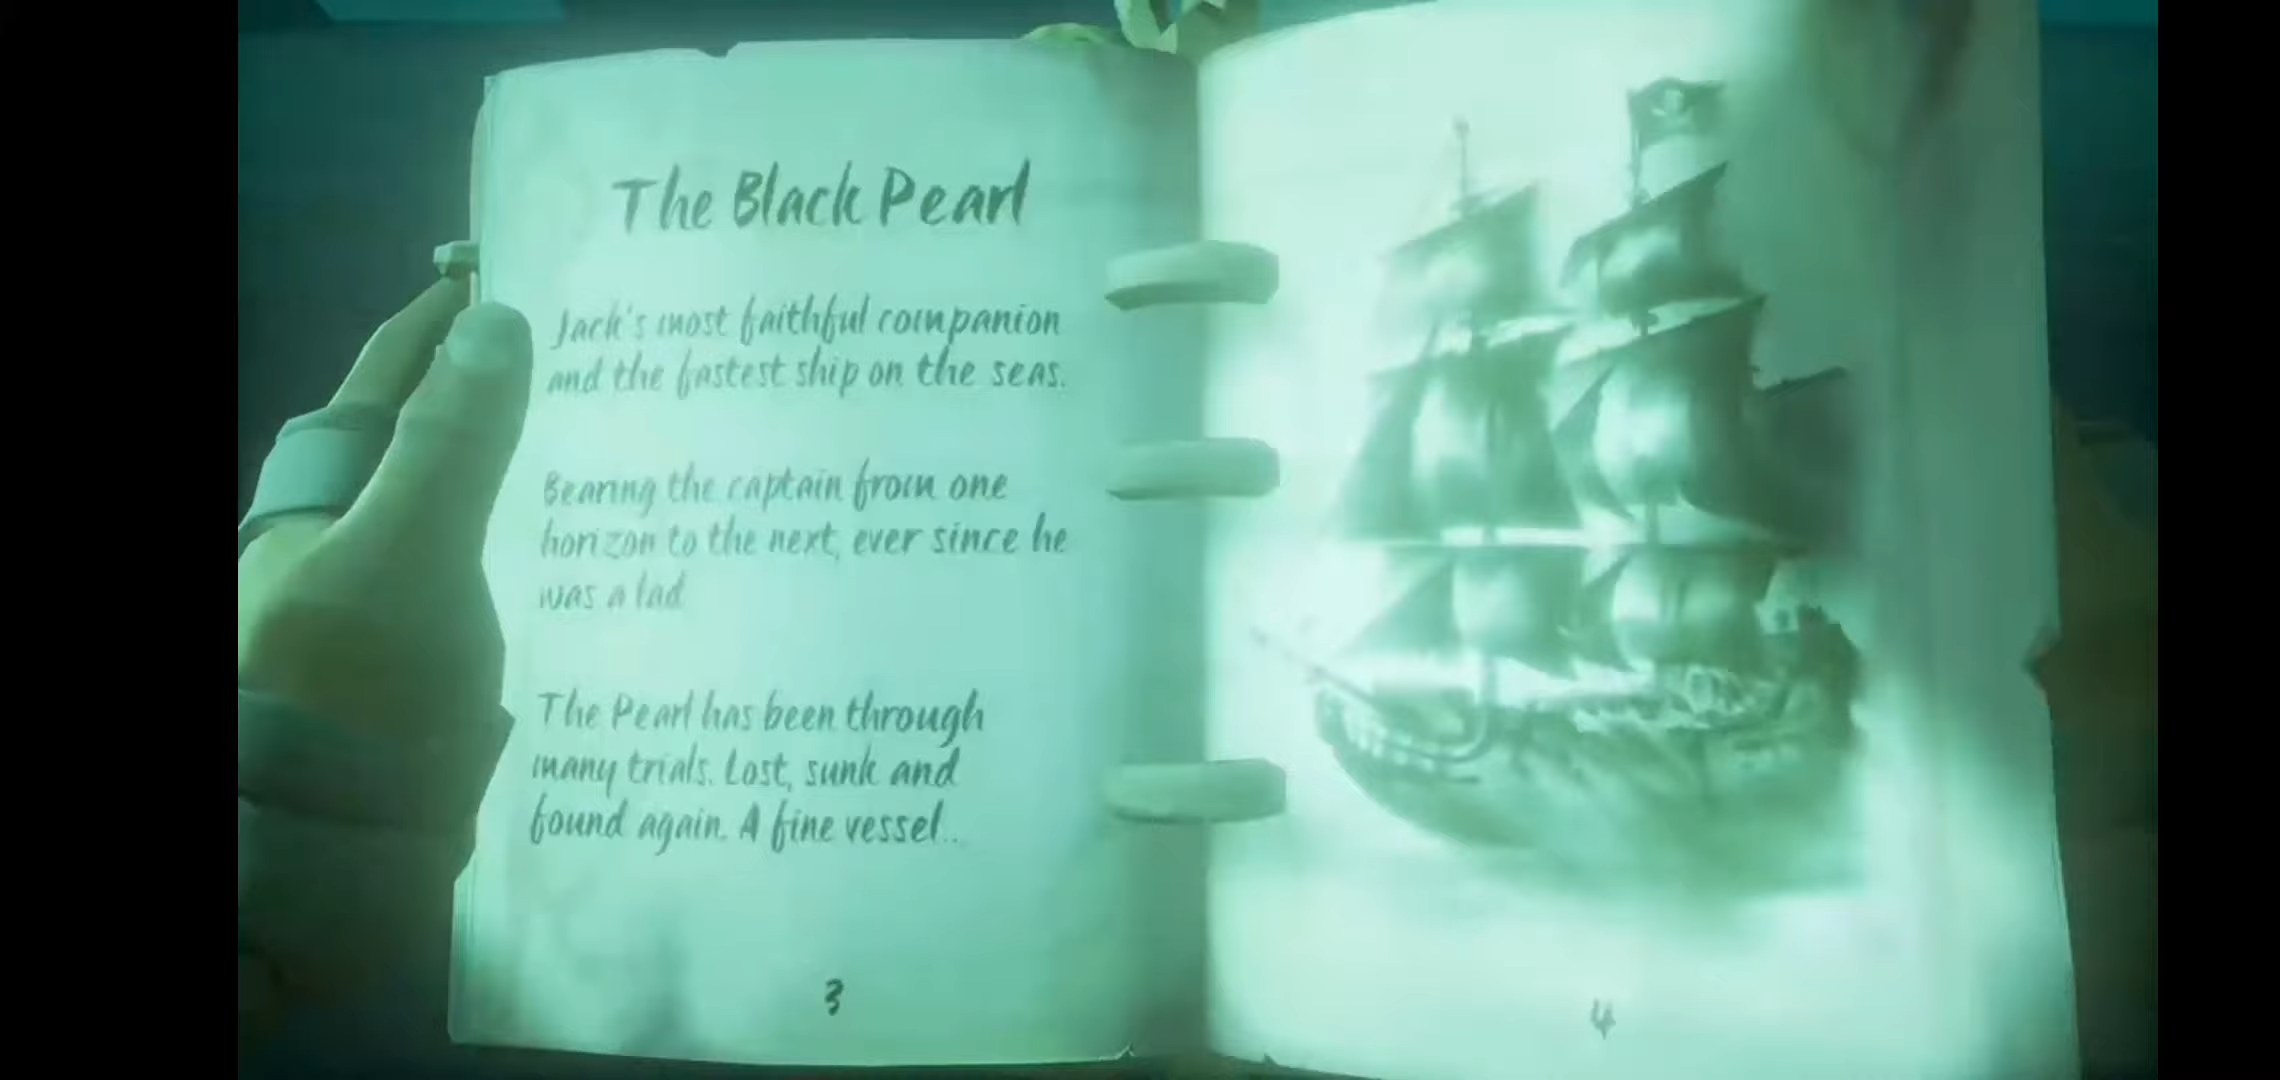 The Black Pearl
Jack's most faithful companion
and the fastest ship on the seas.
Bearing the captain from one
horizon to the next, ever since he
was a lad
The Pearl has been through
many trials. Lost, sunk and
found again. A fine vessel...
3
4